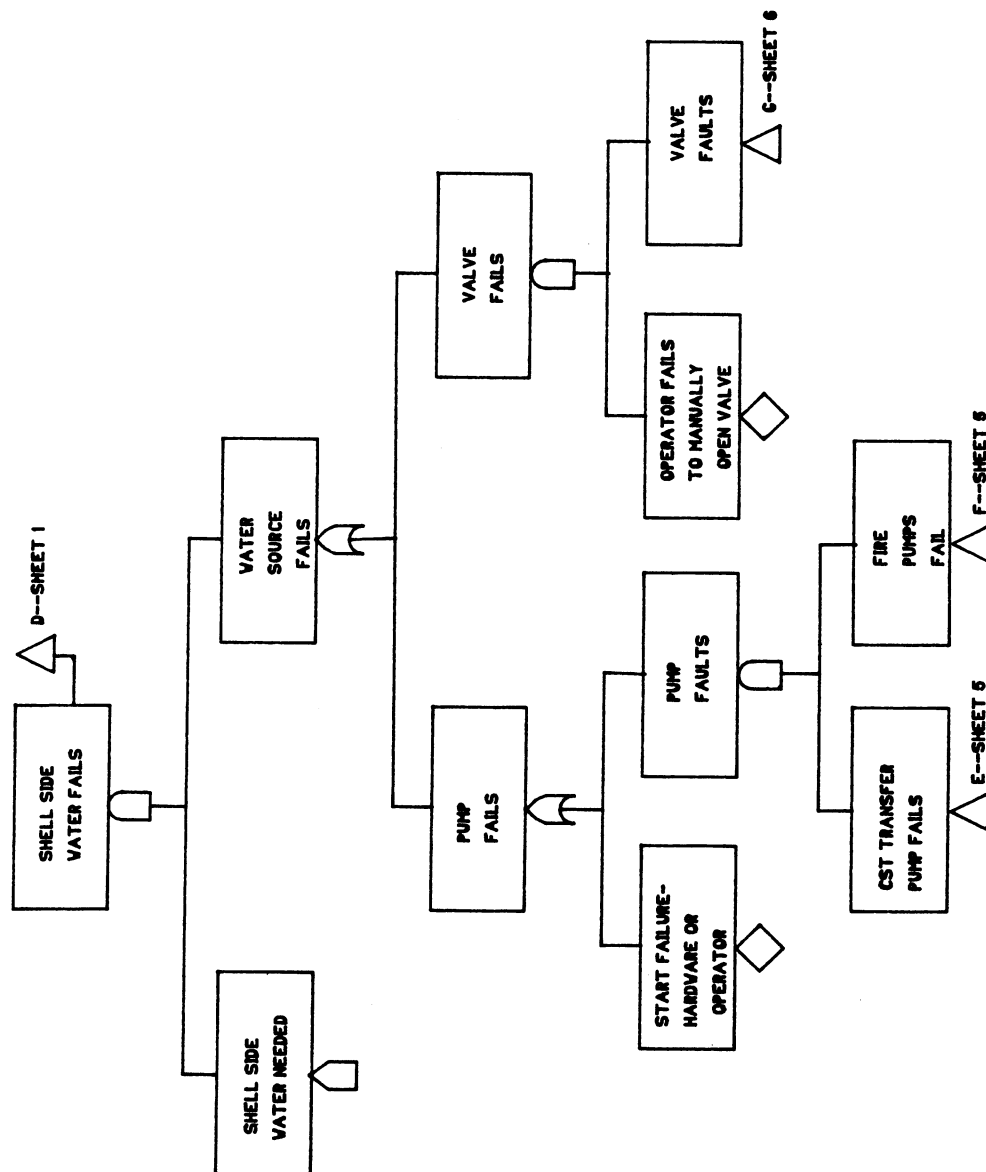 D--SHEET 1
SHELL SIDE
WATER FAILS
SHELL SIDE
WATER NEEDED
WATER
SOURCE
FAILS
PUMP
FAILS
VALVE
FAILS
START FAILURE-
HARDWARE OR
OPERATOR
PUMP
FAULTS
OPERATOR FAILS
TO MANUALLY
OPEN VALVE
VALVE
FAULTS
G--SHEET 6
CST TRANSFER
PUMP FAILS
E--SHEET 5
FIRE
PUMPS
FAIL
F--SHEET 5